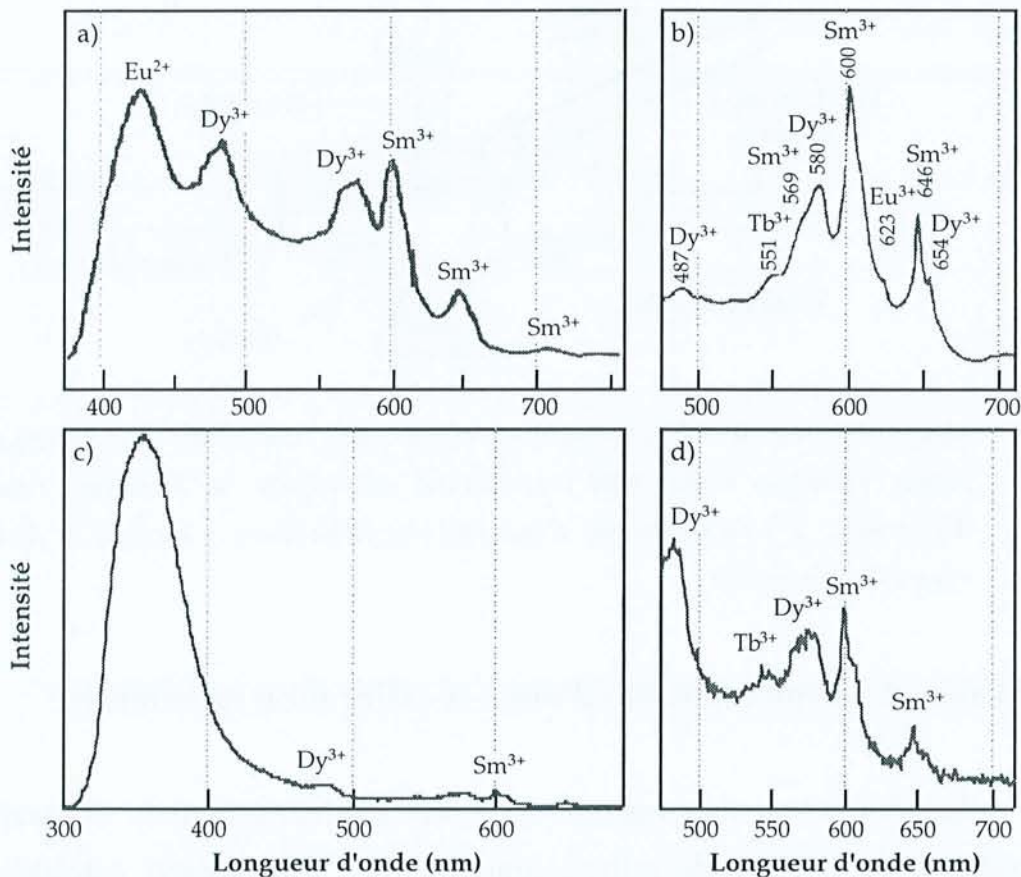 a)
Eu²⁺
Dy³⁺
Dy³⁺
Sm³⁺
Sm³⁺
Sm³⁺
Intensité
400 500 600 700
b)
Sm³⁺
600
Dy³⁺
580
Sm³⁺
569
Tb³⁺
551
Dy³⁺
487
Eu³⁺
623
Sm³⁺
646
Dy³⁺
654
500 550 600 700
c)
Dy³⁺
Sm³⁺
Intensité
300 400 500 600
Longueur d'onde (nm)
d)
Dy³⁺
Tb³⁺
Dy³⁺
Sm³⁺
Sm³⁺
500 550 600 650 700
Longueur d'onde (nm)